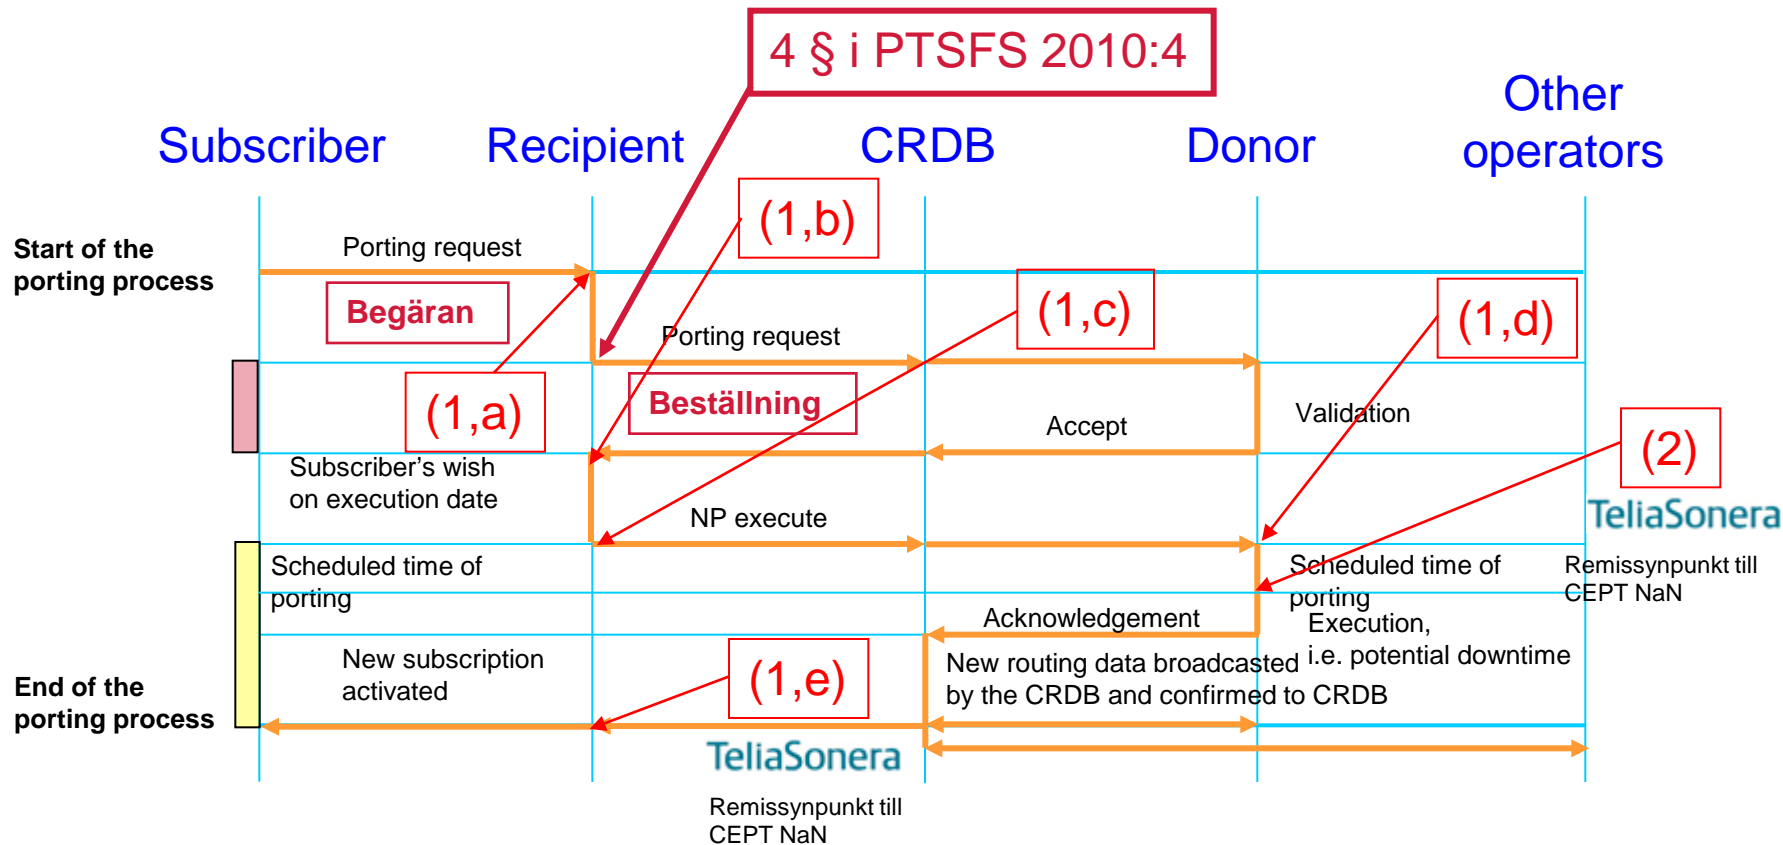 4 § i PTSFS 2010:4
Other
operators
Subscriber
Recipient
CRDB
Donor
(1,b)
Start of the
porting process
Porting request
(1,c)
(1,d)
Begäran
Porting request
(1,a)
Beställning
Accept
Validation
(2)
Subscriber’s wish
on execution date
NP execute
TeliaSonera
Remissynpunkt till
CEPT NaN
Scheduled time of
porting
Scheduled time of
porting
Acknowledgement
Execution,
i.e. potential downtime
New subscription
activated
(1,e)
New routing data broadcasted
by the CRDB and confirmed to CRDB
End of the
porting process
TeliaSonera
Remissynpunkt till
CEPT NaN